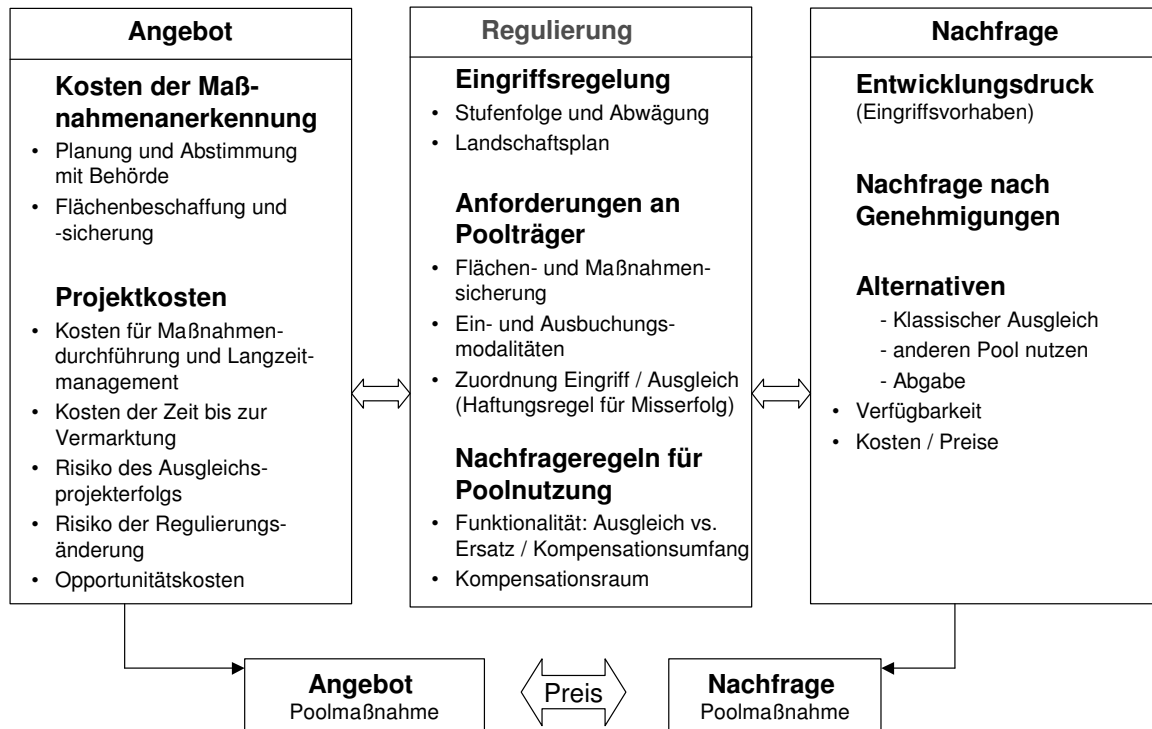 Angebot
Kosten der Maß-
nahmenanerkennung
• Planung und Abstimmung
mit Behörde
• Flächenbeschaffung und
-sicherung
Projektkosten
• Kosten für Maßnahmen-
durchführung und Langzeit-
management
• Kosten der Zeit bis zur
Vermarktung
• Risiko des Ausgleichs-
projekterfolgs
• Risiko der Regulierungs-
änderung
• Opportunitätskosten
Regulierung
Eingriffsregelung
• Stufenfolge und Abwägung
• Landschaftsplan
Anforderungen an
Poolträger
• Flächen- und Maßnahmen-
sicherung
• Ein- und Ausbuchungs-
modalitäten
• Zuordnung Eingriff / Ausgleich
(Haftungsregel für Misserfolg)
Nachfrageregeln für
Poolnutzung
• Funktionalität: Ausgleich vs.
Ersatz / Kompensationsumfang
• Kompensationsraum
Nachfrage
Entwicklungsdruck
(Eingriffsvorhaben)
Nachfrage nach
Genehmigungen
Alternativen
- Klassischer Ausgleich
- anderen Pool nutzen
- Abgabe
• Verfügbarkeit
• Kosten / Preise
Angebot
Poolmaßnahme
Preis
Nachfrage
Poolmaßnahme